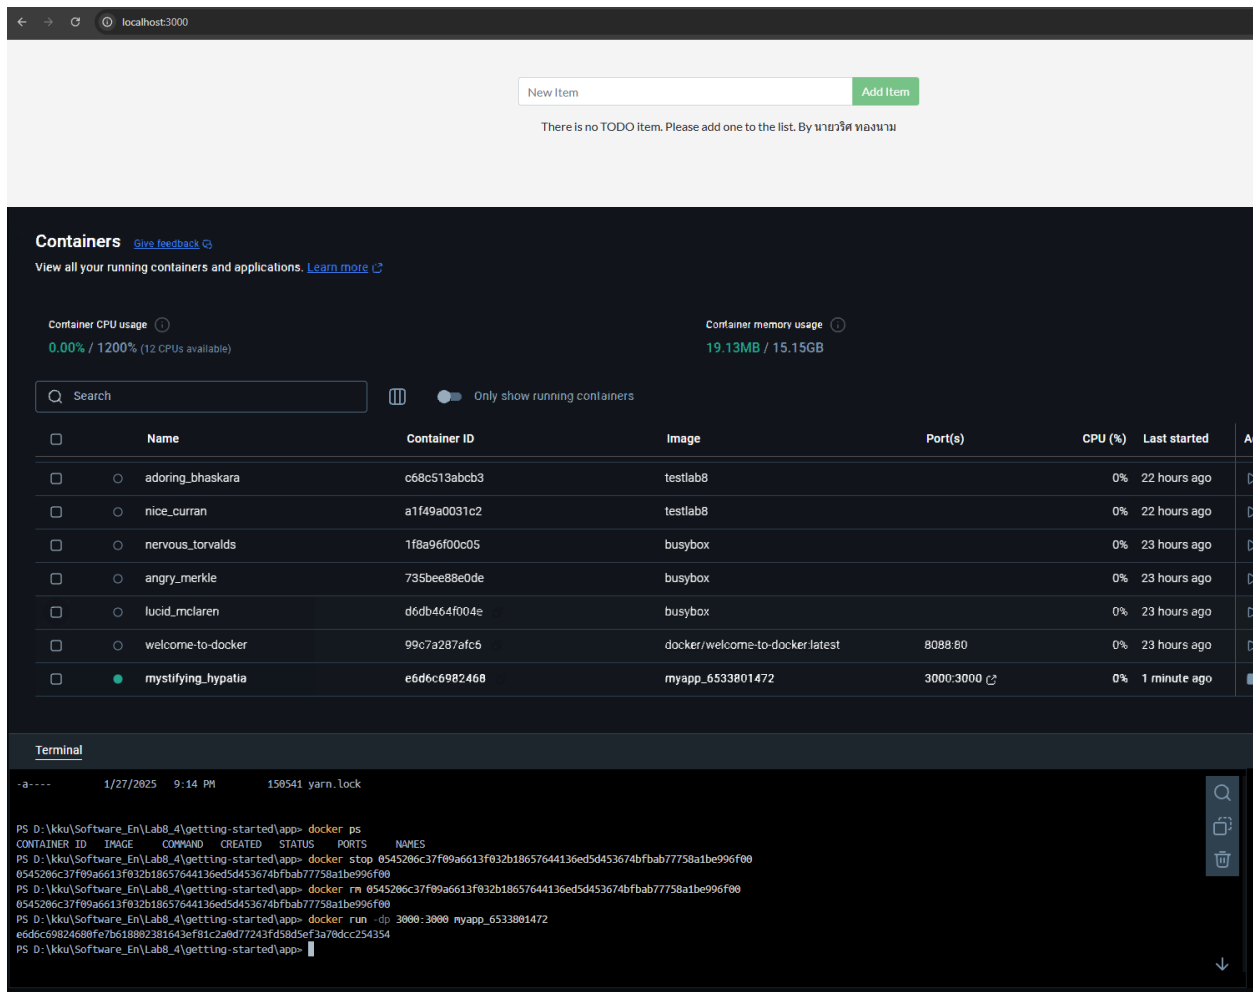 localhost:3000
New Item
Add Item
There is no TODO item. Please add one to the list. By นายวริศ ทองนาม
Containers Give feedback
View all your running containers and applications. Learn more
Container CPU usage
0.00% / 1200% (12 CPUs available)
Container memory usage
19.13MB / 15.15GB
Search
Only show running containers
Name Container ID Image Port(s) CPU (%) Last started A
adoring_bhaskara c68c513abcb3 testlab8 0% 22 hours ago
nice_curran a1f49a0031c2 testlab8 0% 22 hours ago
nervous_torvalds 1f8a96f00c05 busybox 0% 23 hours ago
angry_merkle 735bee88e0de busybox 0% 23 hours ago
lucid_mclaren d6db464f004e busybox 0% 23 hours ago
welcome-to-docker 99c7a287afc6 docker/welcome-to-docker:latest 8088:80 0% 23 hours ago
mystifying_hypatia e6d6c6982468 myapp_6533801472 3000:3000 0% 1 minute ago
Terminal
-a---- 1/27/2025 9:14 PM 150541 yarn.lock
PS D:\kku\Software_En\Lab8_4\getting-started\app> docker ps
CONTAINER ID IMAGE COMMAND CREATED STATUS PORTS NAMES
PS D:\kku\Software_En\Lab8_4\getting-started\app> docker stop 0545206c37f09a6613f032b18657644136ed5d453674bfbab77758a1be996f00
0545206c37f09a6613f032b18657644136ed5d453674bfbab77758a1be996f00
PS D:\kku\Software_En\Lab8_4\getting-started\app> docker rm 0545206c37f09a6613f032b18657644136ed5d453674bfbab77758a1be996f00
0545206c37f09a6613f032b18657644136ed5d453674bfbab77758a1be996f00
PS D:\kku\Software_En\Lab8_4\getting-started\app> docker run -dp 3000:3000 myapp_6533801472
e6d6c69824680fe7b618802381643ef81c2a0d77243fd58d5ef3a70dcc254354
PS D:\kku\Software_En\Lab8_4\getting-started\app>